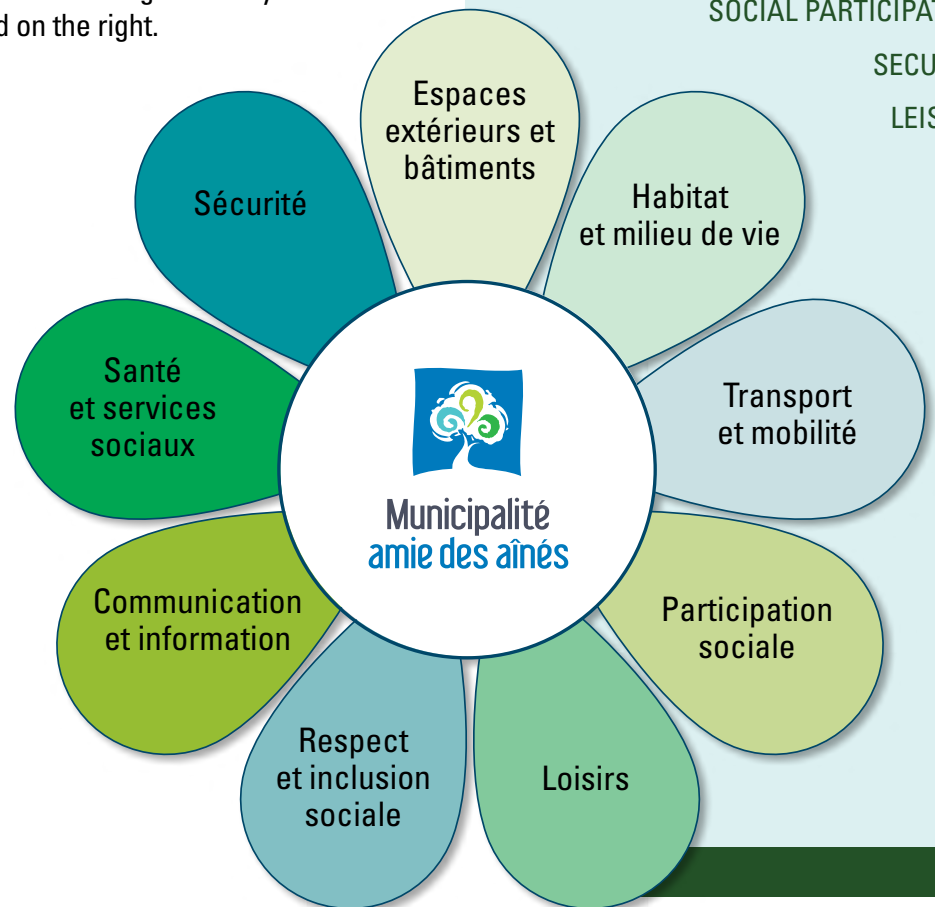 d on the right.
SOCIAL PARTICIPAT
SECU
LEIS
Espaces
extérieurs et
bâtiments
Habitat
et milieu de vie
Transport
et mobilité
Participation
sociale
Loisirs
Respect
et inclusion
sociale
Communication
et information
Santé
et services
sociaux
Sécurité
Municipalité
amie des aînés